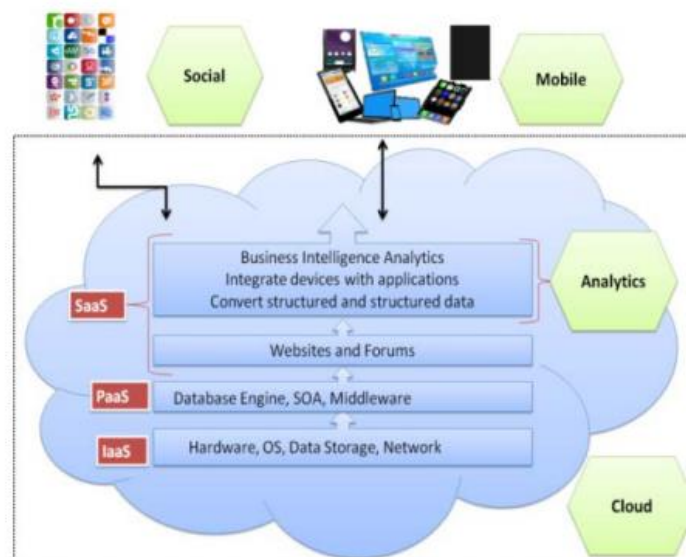 Social
Mobile
Business Intelligence Analytics
Integrate devices with applications
Convert structured and structured data
Analytics
SaaS
Websites and Forums
PaaS
Database Engine, SOA, Middleware
IaaS
Hardware, OS, Data Storage, Network
Cloud